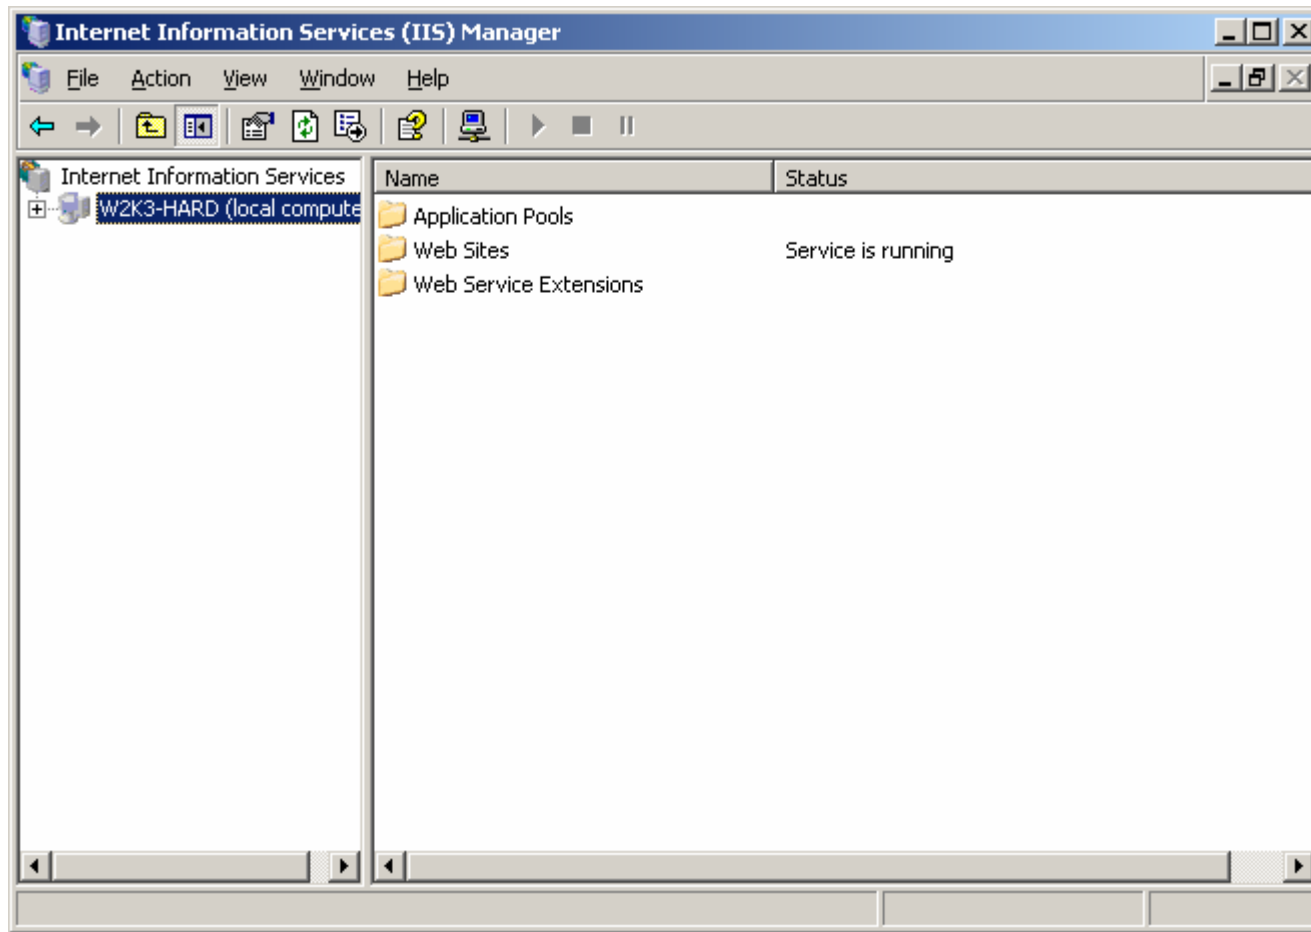 Internet Information Services (IIS) Manager
File Action View Window Help
Internet Information Services
W2K3-HARD (local compute
Name Status
Application Pools
Web Sites Service is running
Web Service Extensions